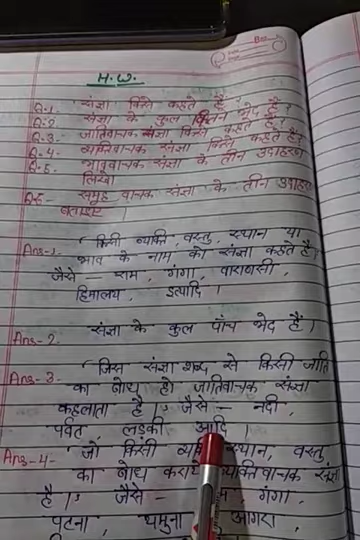 H.W.
Q-1. संज्ञा किसे कहते हैं ?
Q-2. संज्ञा के कुल कितने भेद हैं ?
Q-3. जातिवाचक संज्ञा किसे कहते हैं ?
Q-4. व्यक्तिवाचक संज्ञा किसे कहते हैं ?
Q-5. भाववाचक संज्ञा के तीन उदाहरण
लिखो
Q-6- समूह वाचक संज्ञा के तीन उदाहरण
बताइए ।
Ans-1. किसी व्यक्ति, वस्तु, स्थान या
भाव के नाम को संज्ञा कहते हैं।
जैसे — राम, गंगा, वाराणसी,
हिमालय, इत्यादि ।
Ans-2. संज्ञा के कुल पांच भेद हैं।
Ans-3. जिस संज्ञा शब्द से किसी जाति
का बोध हो जातिवाचक संज्ञा
कहलाता है। जैसे — नदी,
पर्वत, लड़की, आदि ।
Ans-4- जो किसी स्थान, वस्तु
का बोध कराये व्यक्तिवाचक संज्ञा
है। जैसे — गंगा,
पटना, यमुना, आगरा,